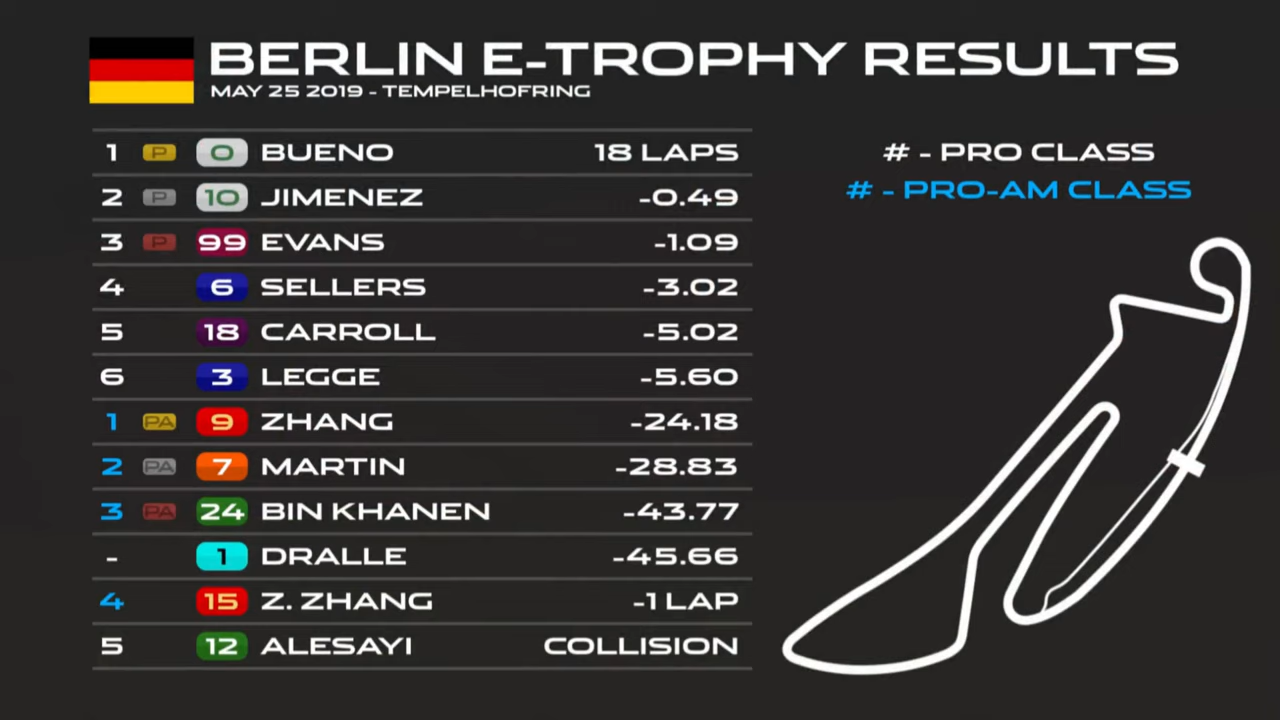 BERLIN E-TROPHY RESULTS
MAY 25 2019 - TEMPELHOFRING
1 P 0 BUENO 18 LAPS
2 P 10 JIMENEZ -0.49
3 P 99 EVANS -1.09
4 6 SELLERS -3.02
5 18 CARROLL -5.02
6 3 LEGGE -5.60
1 PA 9 ZHANG -24.18
2 PA 7 MARTIN -28.83
3 PA 24 BIN KHANEN -43.77
- 1 DRALLE -45.66
4 15 Z. ZHANG -1 LAP
5 12 ALESAYI COLLISION
# - PRO CLASS
# - PRO-AM CLASS